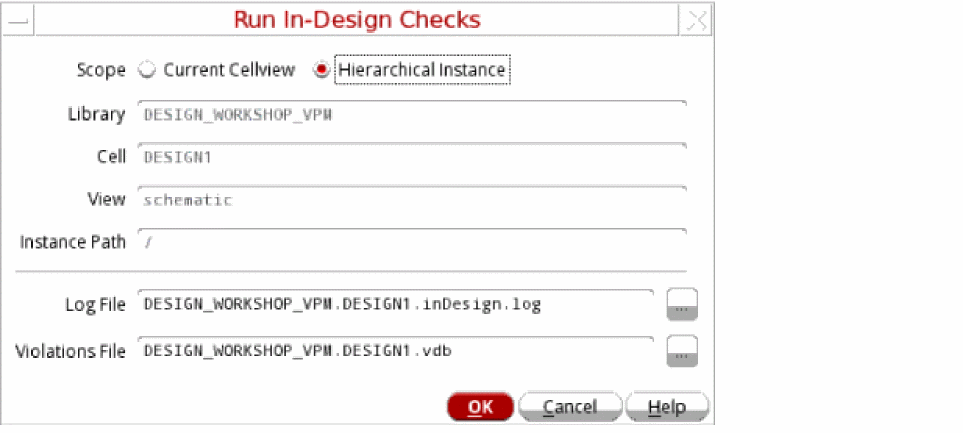 Run In-Design Checks
Scope Current Cellview Hierarchical Instance
Library DESIGN_WORKSHOP_VPM
Cell DESIGN1
View schematic
Instance Path /
Log File DESIGN_WORKSHOP_VPM.DESIGN1.inDesign.log ...
Violations File DESIGN_WORKSHOP_VPM.DESIGN1.vdb ...
OK Cancel Help